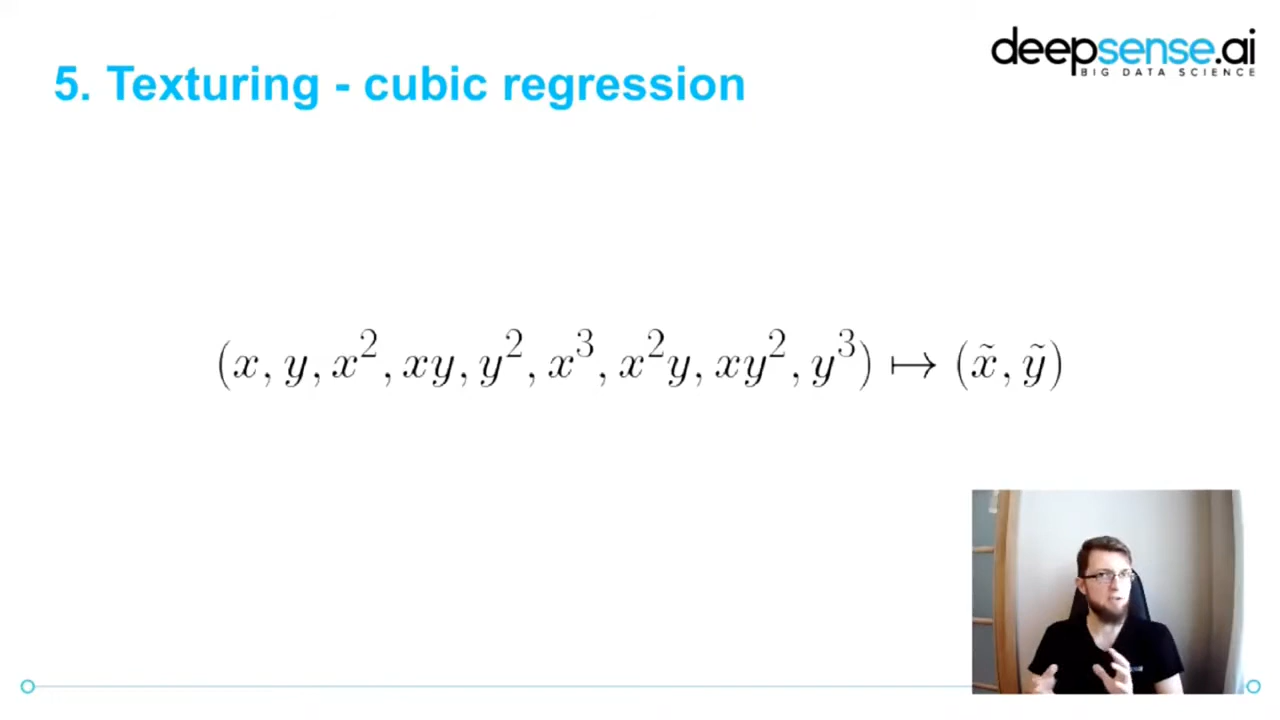 deepsense.ai
BIG DATA SCIENCE
5. Texturing - cubic regression
(x, y, x², xy, y², x³, x²y, xy², y³) ↦ (x̃, ỹ)